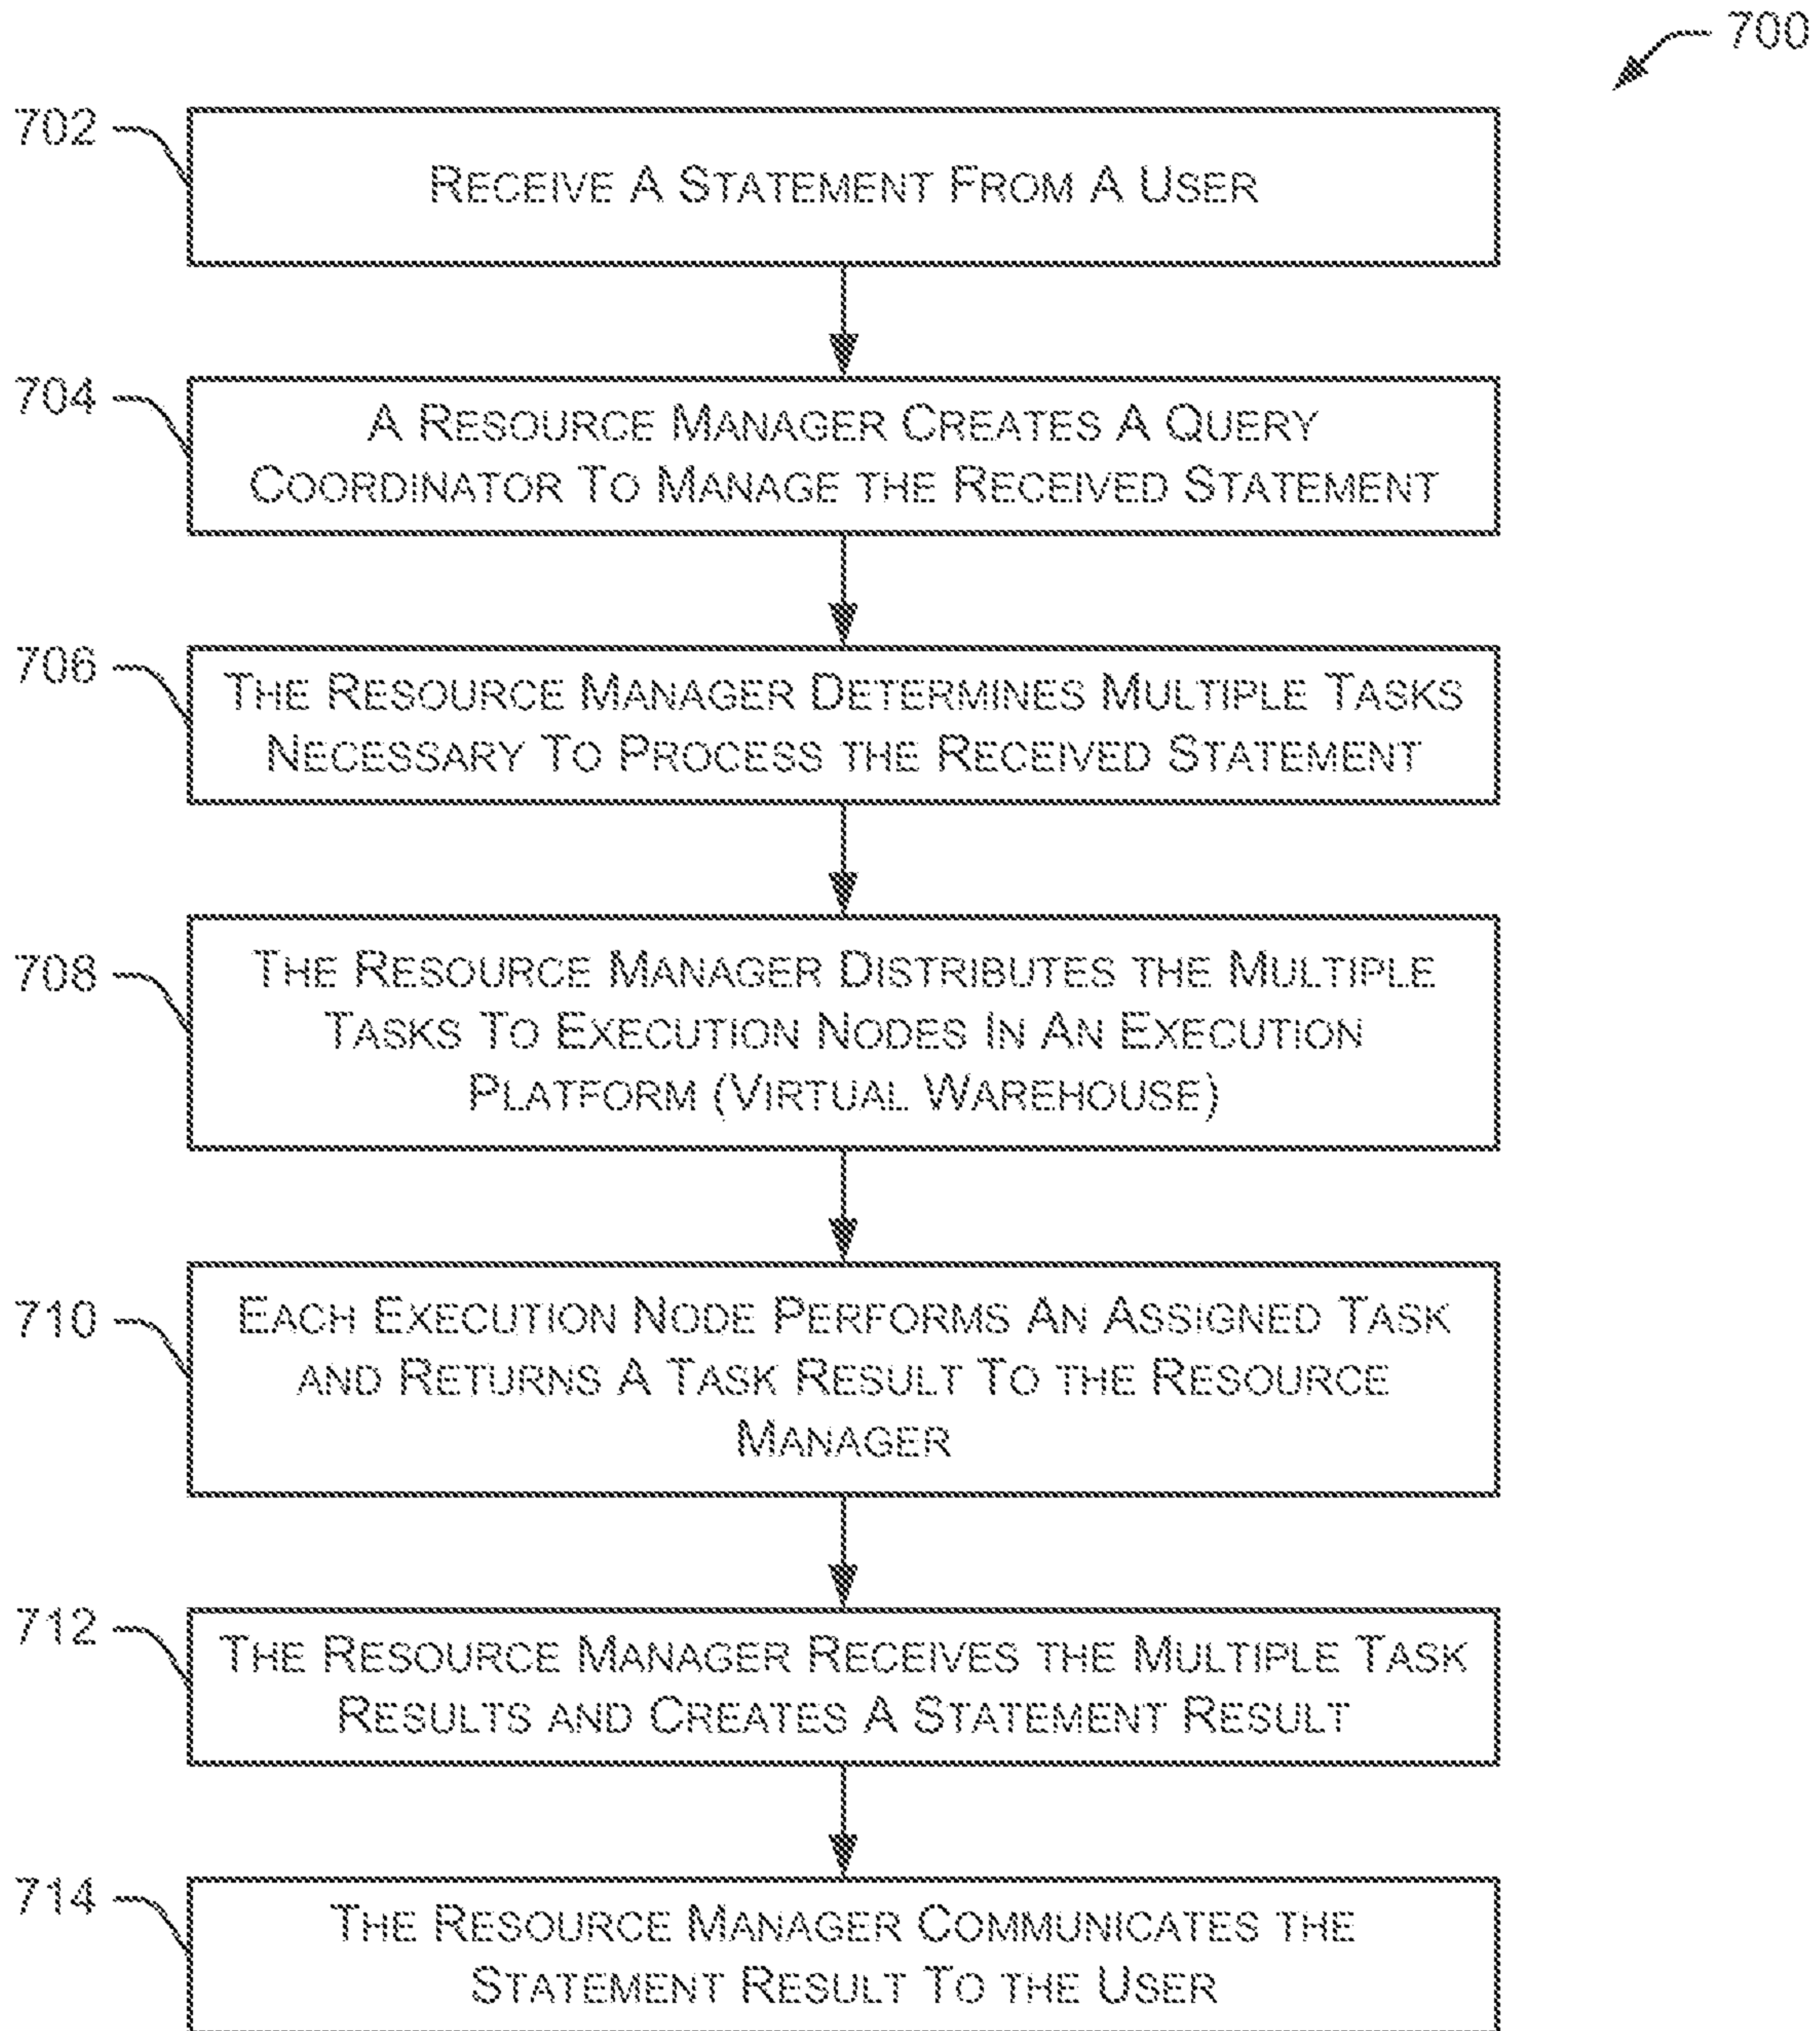 700
702
RECEIVE A STATEMENT FROM A USER
704
A RESOURCE MANAGER CREATES A QUERY
COORDINATOR TO MANAGE THE RECEIVED STATEMENT
706
THE RESOURCE MANAGER DETERMINES MULTIPLE TASKS
NECESSARY TO PROCESS THE RECEIVED STATEMENT
708
THE RESOURCE MANAGER DISTRIBUTES THE MULTIPLE
TASKS TO EXECUTION NODES IN AN EXECUTION
PLATFORM (VIRTUAL WAREHOUSE)
710
EACH EXECUTION NODE PERFORMS AN ASSIGNED TASK
AND RETURNS A TASK RESULT TO THE RESOURCE
MANAGER
712
THE RESOURCE MANAGER RECEIVES THE MULTIPLE TASK
RESULTS AND CREATES A STATEMENT RESULT
714
THE RESOURCE MANAGER COMMUNICATES THE
STATEMENT RESULT TO THE USER